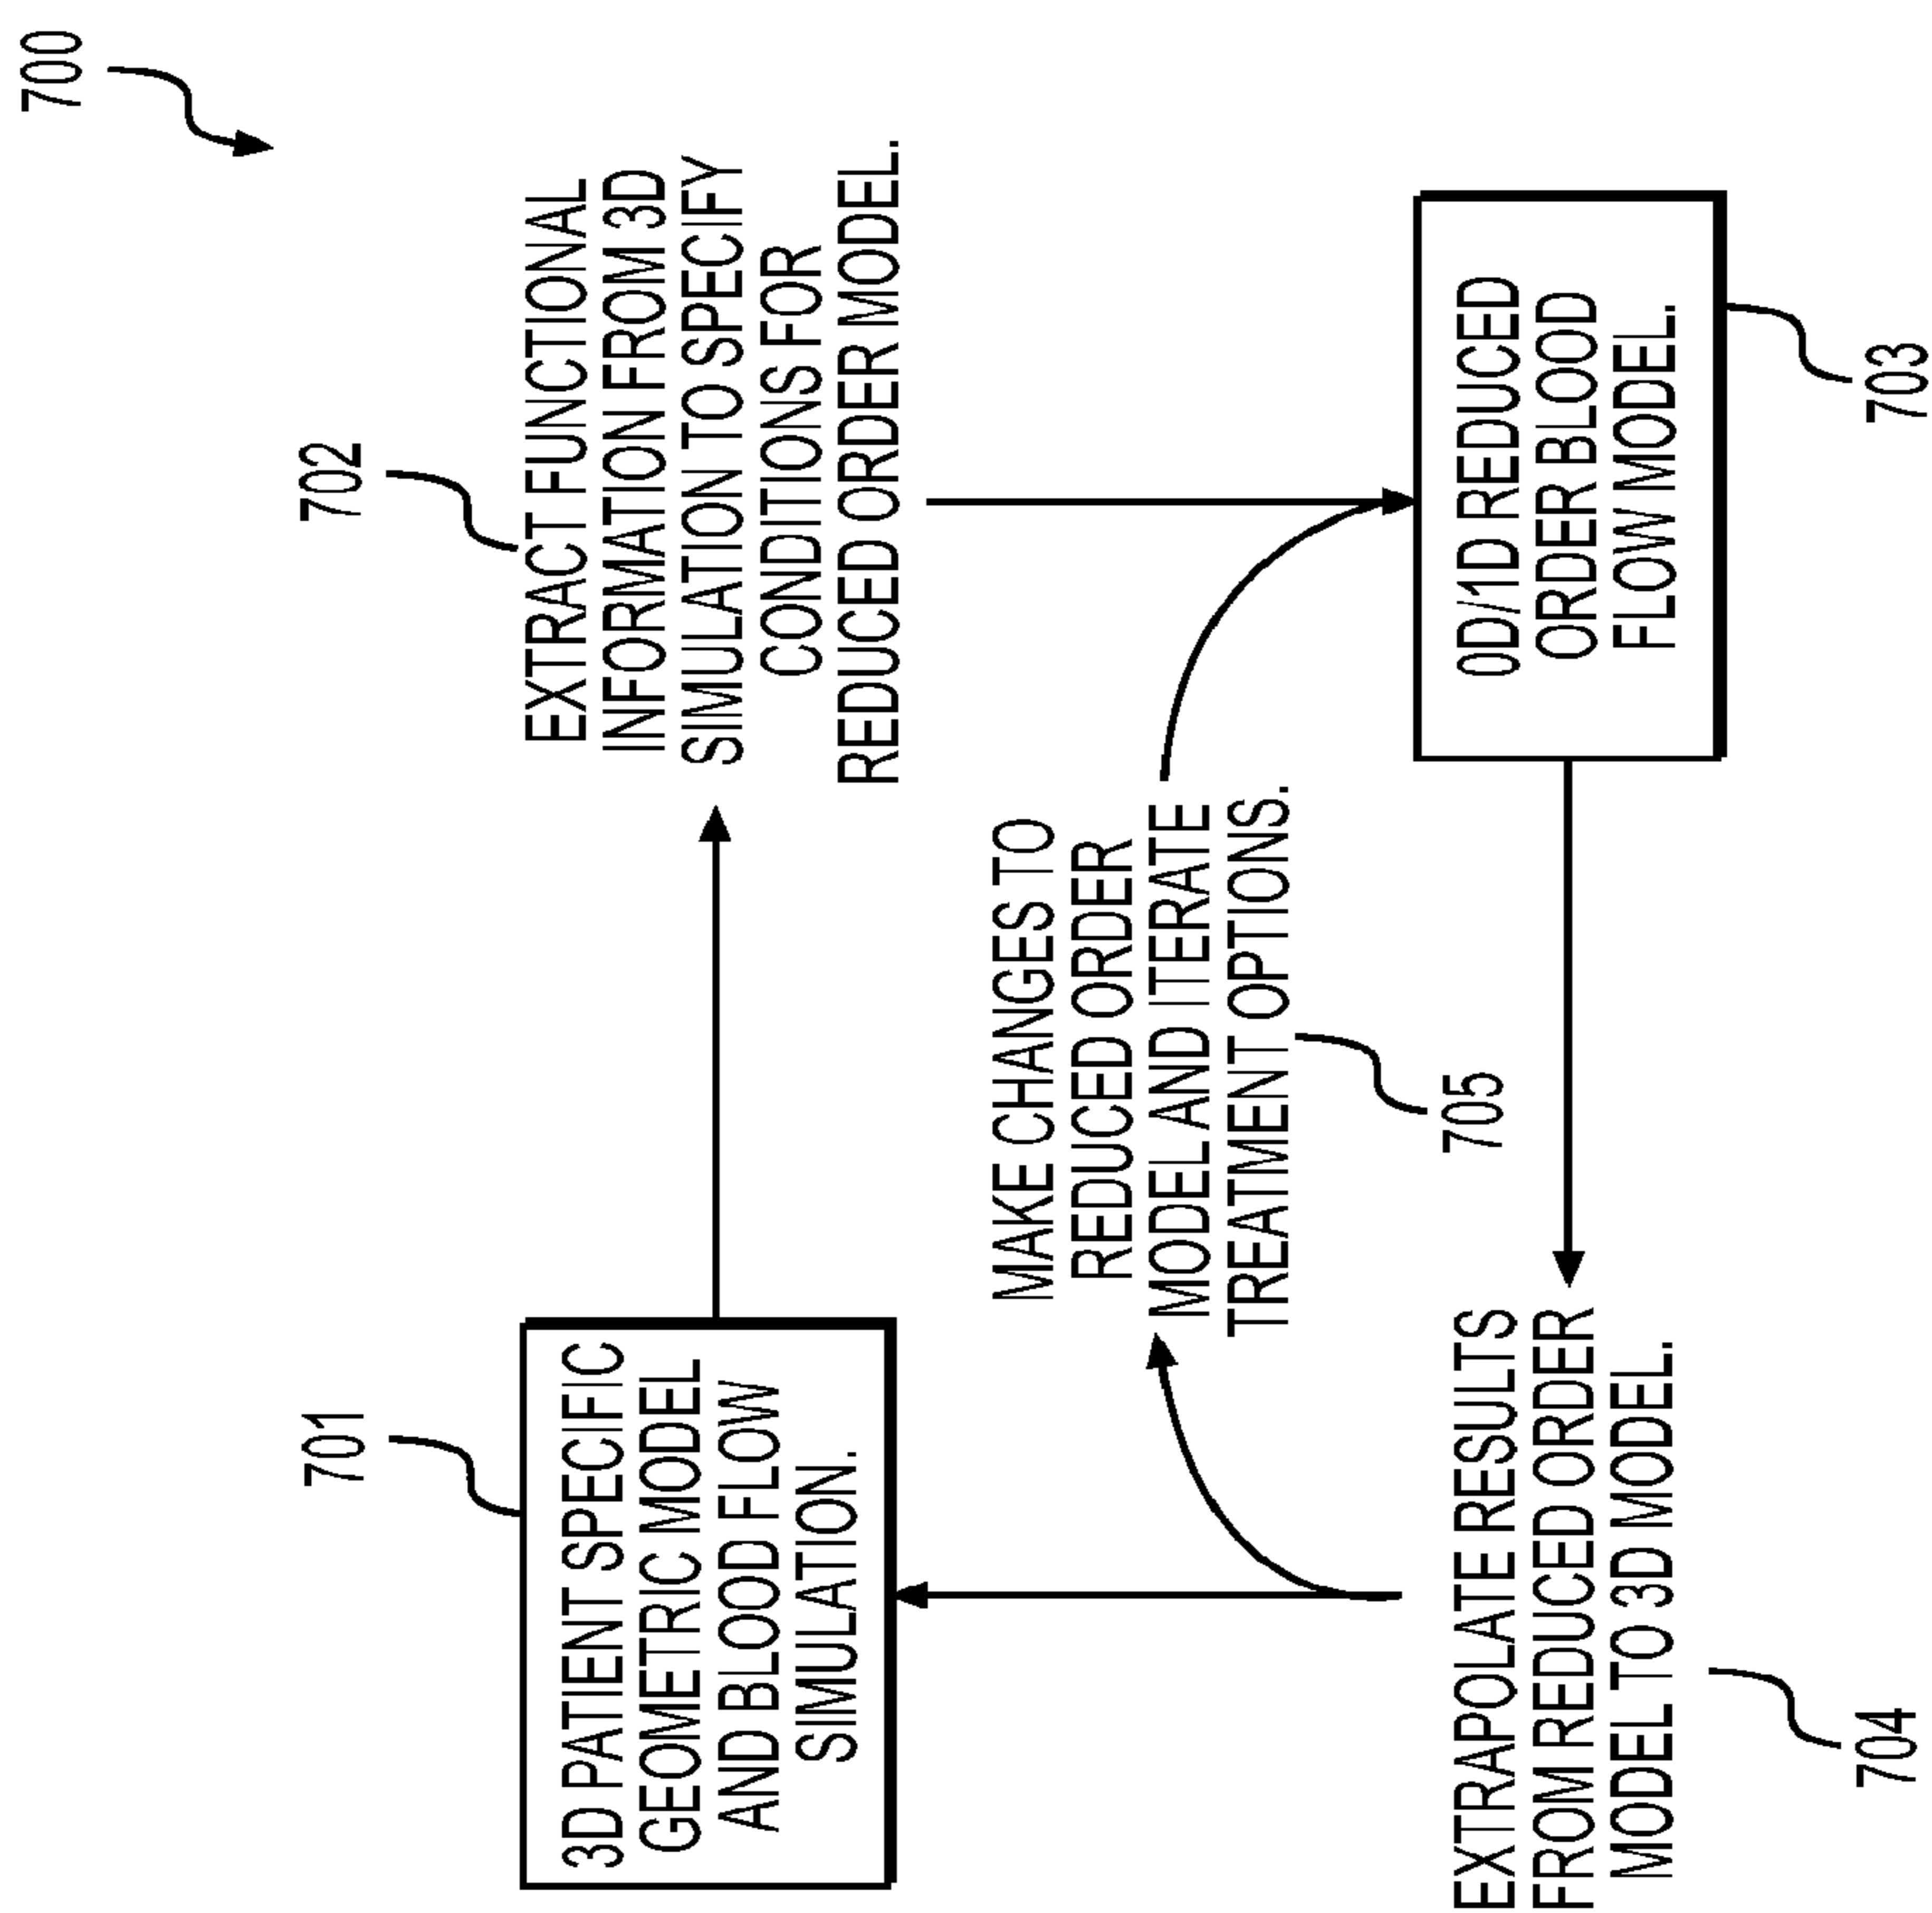 700
701
3D PATIENT SPECIFIC
GEOMETRIC MODEL
AND BLOOD FLOW
SIMULATION.
702
EXTRACT FUNCTIONAL
INFORMATION FROM 3D
SIMULATION TO SPECIFY
CONDITIONS FOR
REDUCED ORDER MODEL.
MAKE CHANGES TO
REDUCED ORDER
MODEL AND ITERATE
TREATMENT OPTIONS.
705
EXTRAPOLATE RESULTS
FROM REDUCED ORDER
MODEL TO 3D MODEL.
704
0D/1D REDUCED
ORDER BLOOD
FLOW MODEL.
703